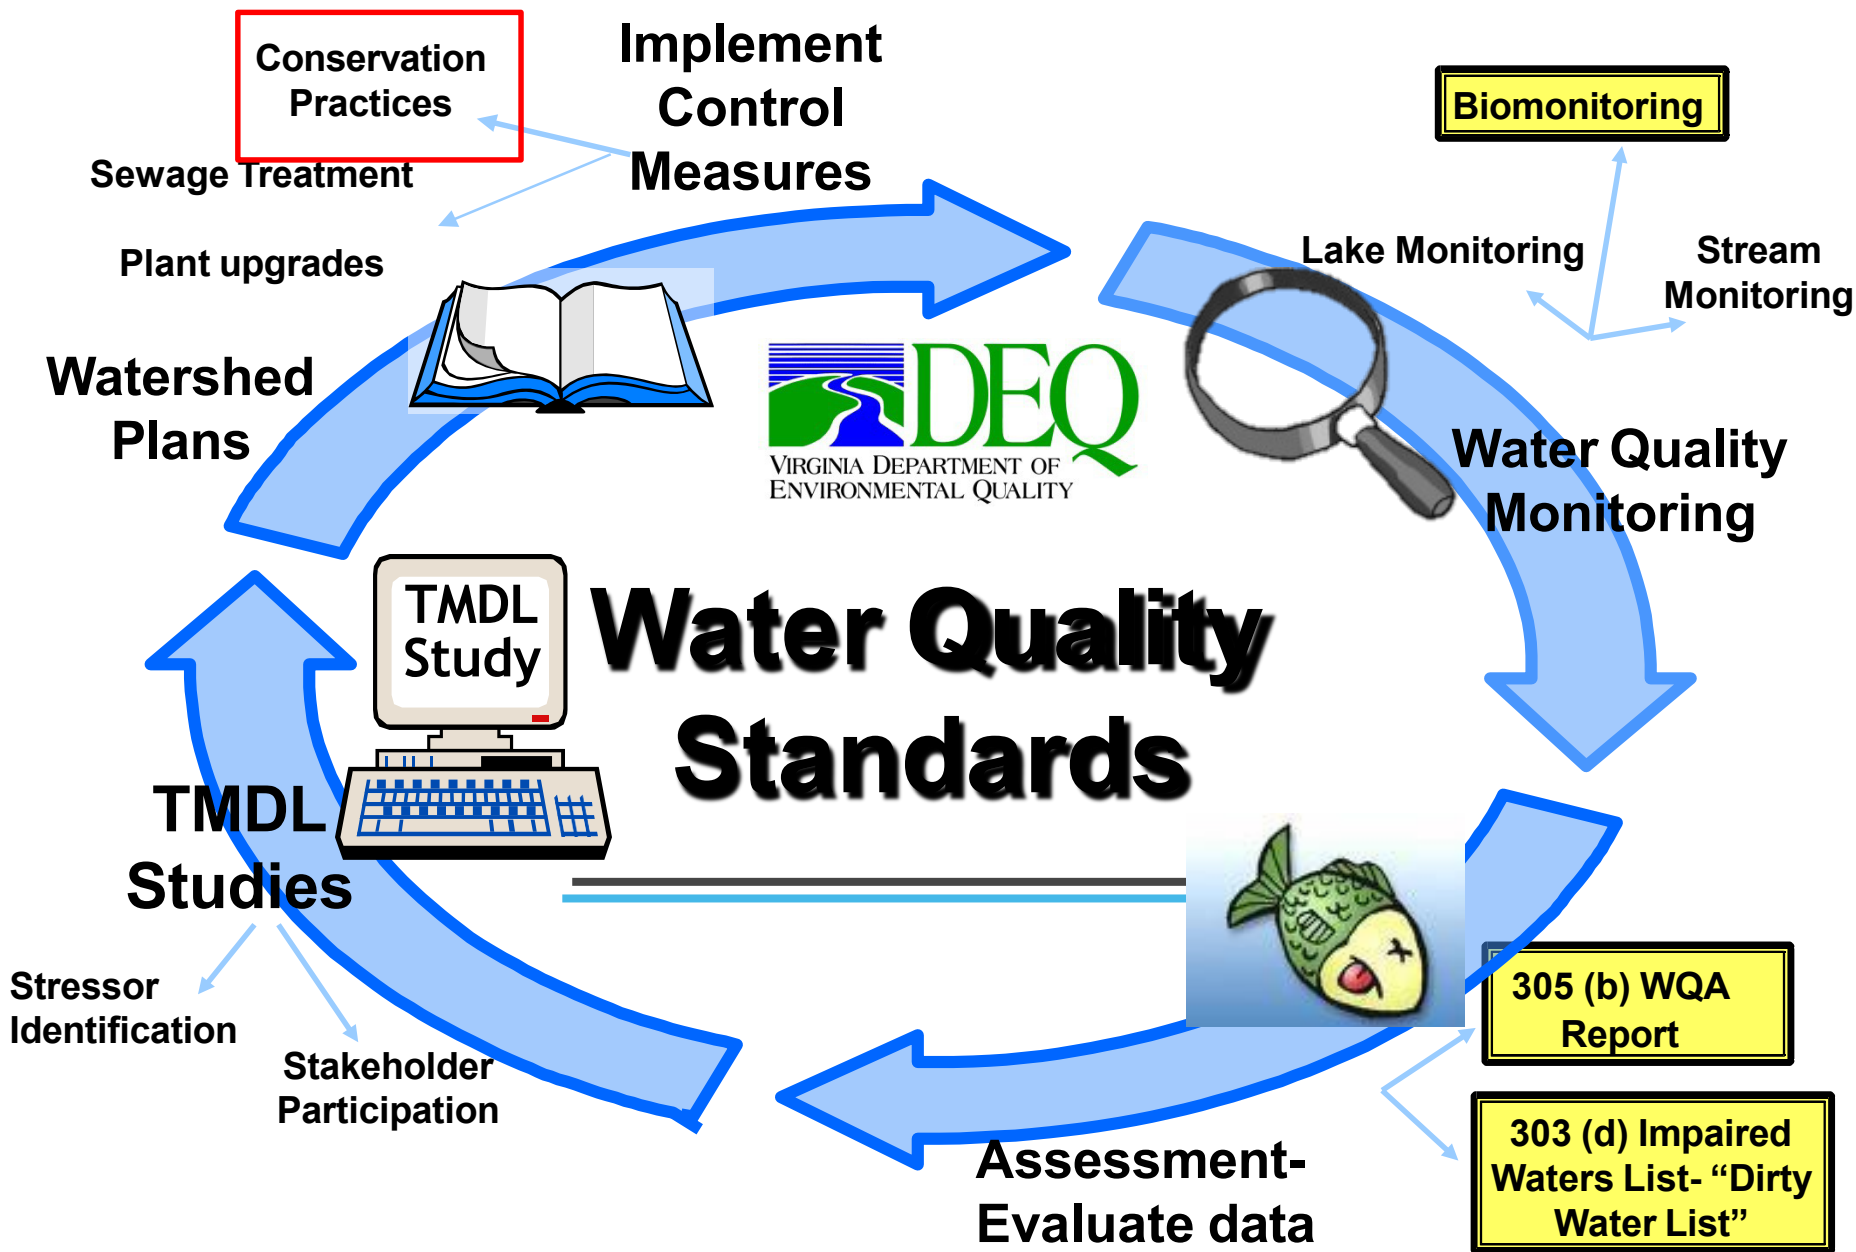 Conservation
Practices
Sewage Treatment
Plant upgrades
Implement
Control
Measures
Biomonitoring
Lake Monitoring
Stream
Monitoring
Watershed
Plans
DEQ
VIRGINIA DEPARTMENT OF
ENVIRONMENTAL QUALITY
Water Quality
Monitoring
TMDL
Study
Water Quality
Standards
TMDL
Studies
Stressor
Identification
Stakeholder
Participation
305 (b) WQA
Report
303 (d) Impaired
Waters List- “Dirty
Water List”
Assessment-
Evaluate data